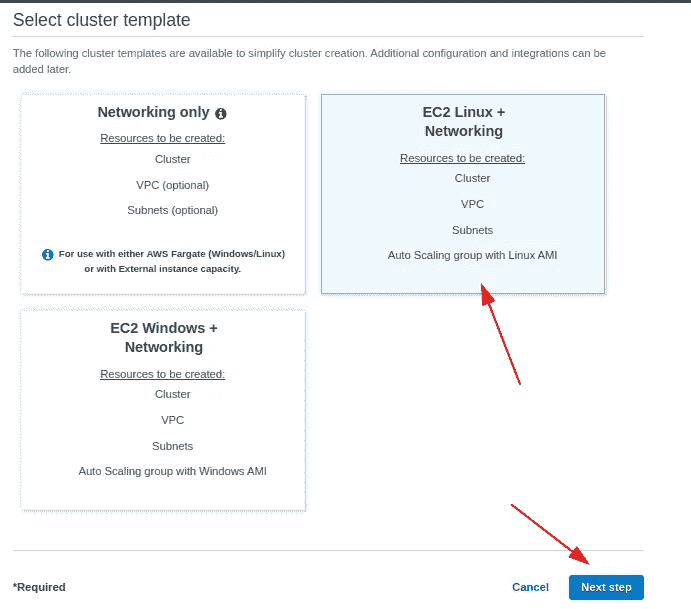 Select cluster template
The following cluster templates are available to simplify cluster creation. Additional configuration and integrations can be
added later.
Networking only
Resources to be created:
Cluster
VPC (optional)
Subnets (optional)
For use with either AWS Fargate (Windows/Linux)
or with External instance capacity.
EC2 Linux +
Networking
Resources to be created:
Cluster
VPC
Subnets
Auto Scaling group with Linux AMI
EC2 Windows +
Networking
Resources to be created:
Cluster
VPC
Subnets
Auto Scaling group with Windows AMI
*Required
Cancel
Next step